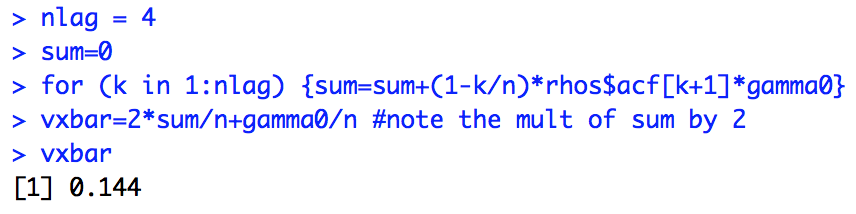 > nlag = 4
> sum=0
> for (k in 1:nlag) {sum=sum+(1-k/n)*rhos$acf[k+1]*gamma0}
> vxbar=2*sum/n+gamma0/n #note the mult of sum by 2
> vxbar
[1] 0.144